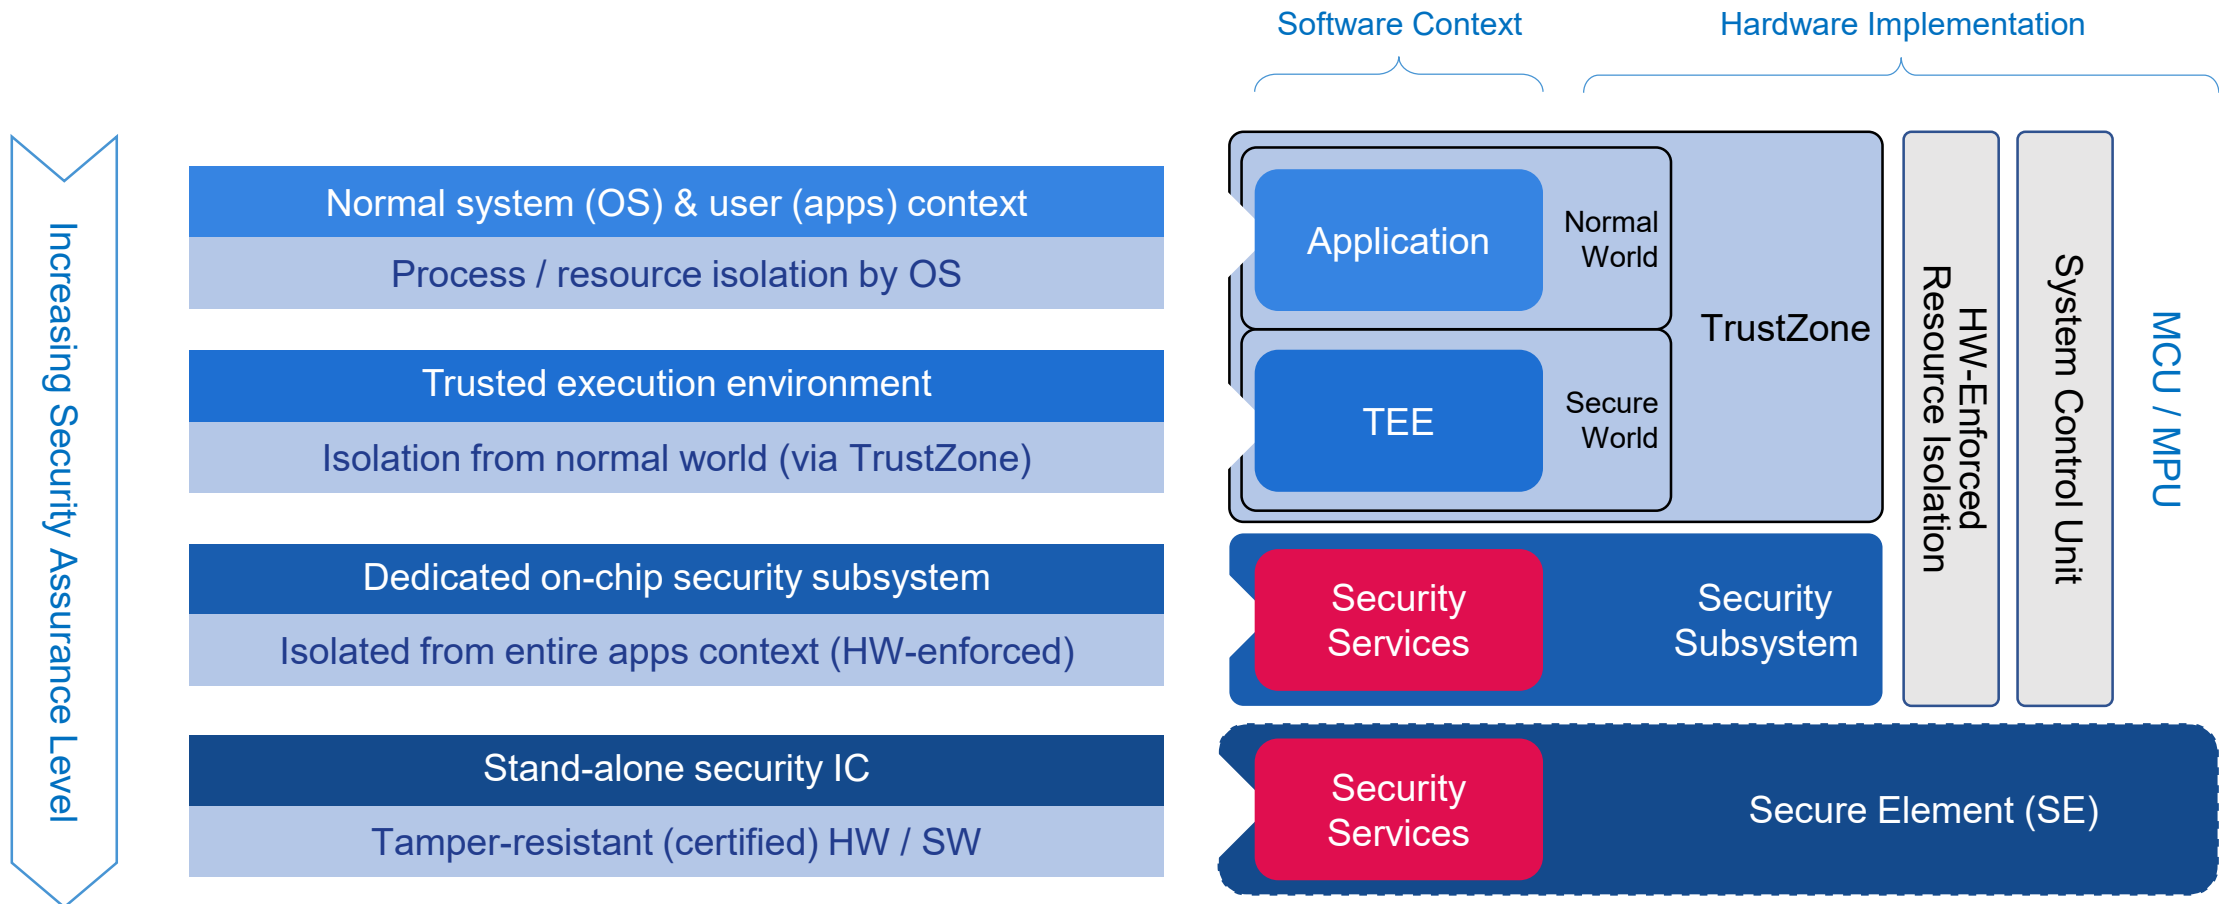 Software Context
Hardware Implementation
Increasing Security Assurance Level
Normal system (OS) & user (apps) context
Process / resource isolation by OS
Trusted execution environment
Isolation from normal world (via TrustZone)
Dedicated on-chip security subsystem
Isolated from entire apps context (HW-enforced)
Stand-alone security IC
Tamper-resistant (certified) HW / SW
Application
Normal
World
TEE
Secure
World
TrustZone
Security
Services
Security
Subsystem
HW-Enforced
Resource Isolation
System Control Unit
MCU / MPU
Security
Services
Secure Element (SE)